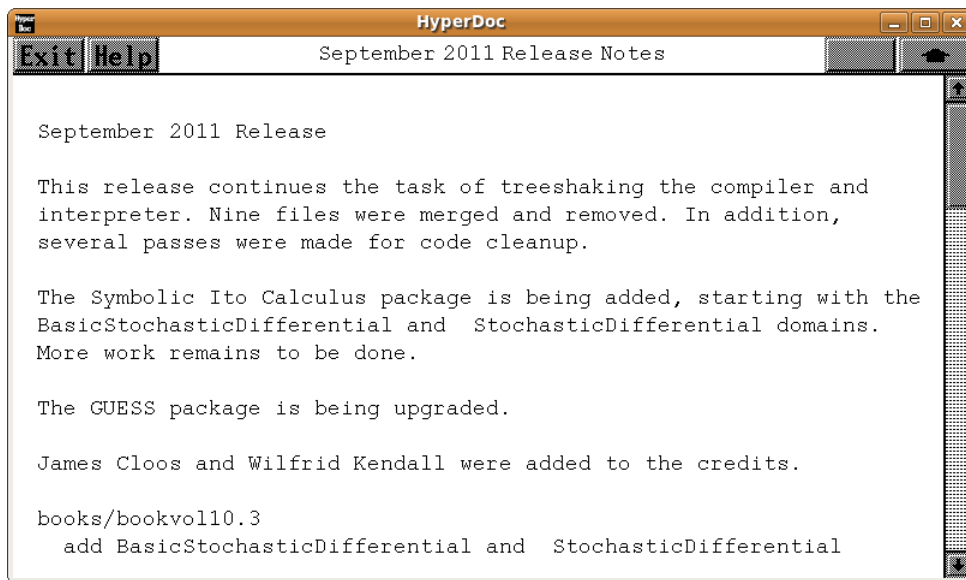 Hyper Doc
HyperDoc
Exit Help
September 2011 Release Notes
September 2011 Release
This release continues the task of treeshaking the compiler and
interpreter. Nine files were merged and removed. In addition,
several passes were made for code cleanup.
The Symbolic Ito Calculus package is being added, starting with the
BasicStochasticDifferential and  StochasticDifferential domains.
More work remains to be done.
The GUESS package is being upgraded.
James Cloos and Wilfrid Kendall were added to the credits.
books/bookvol10.3
add BasicStochasticDifferential and  StochasticDifferential